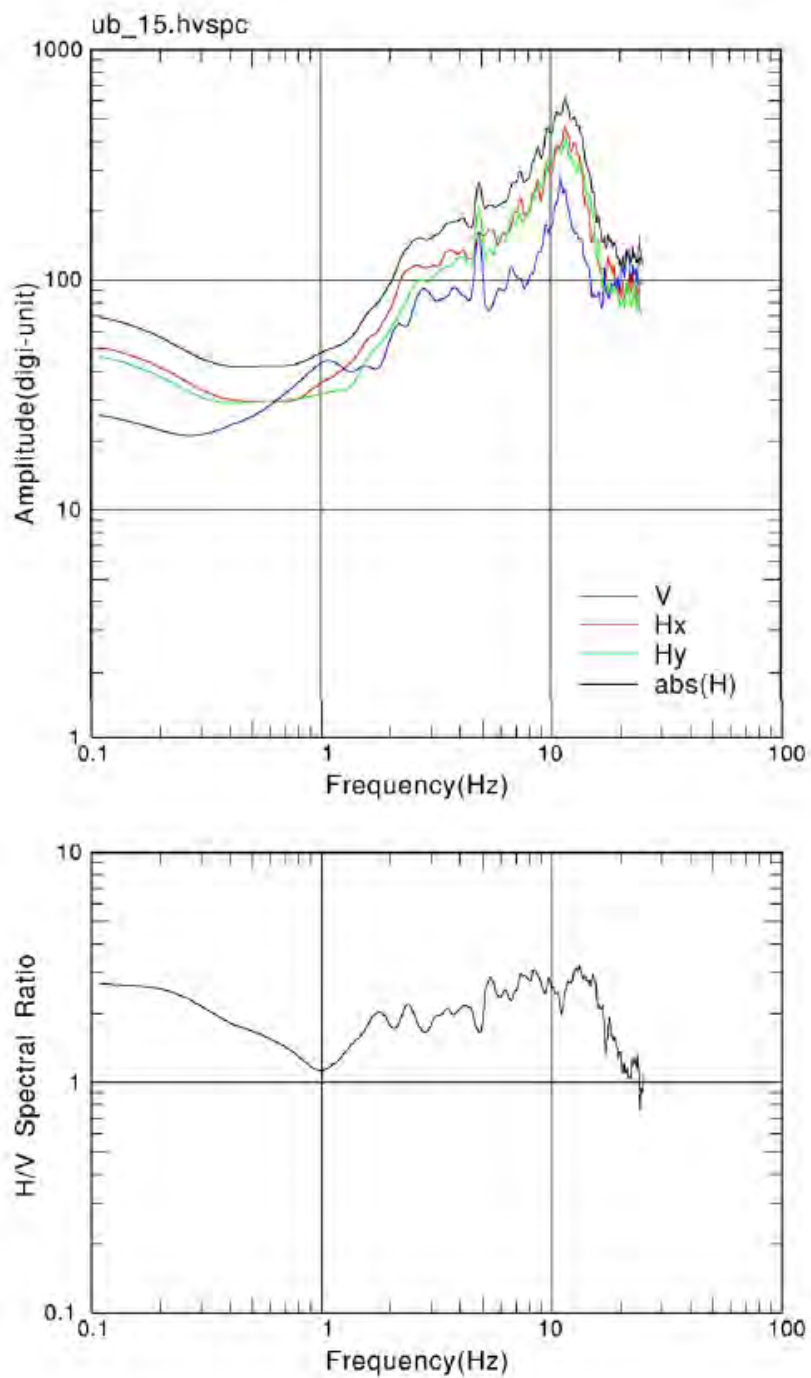 ub_15.hvspc
1000
100
10
1
Amplitude(digi-unit)
V
Hx
Hy
abs(H)
0.1
1
10
100
Frequency(Hz)
10
1
0.1
H/V Spectral Ratio
0.1
1
10
100
Frequency(Hz)